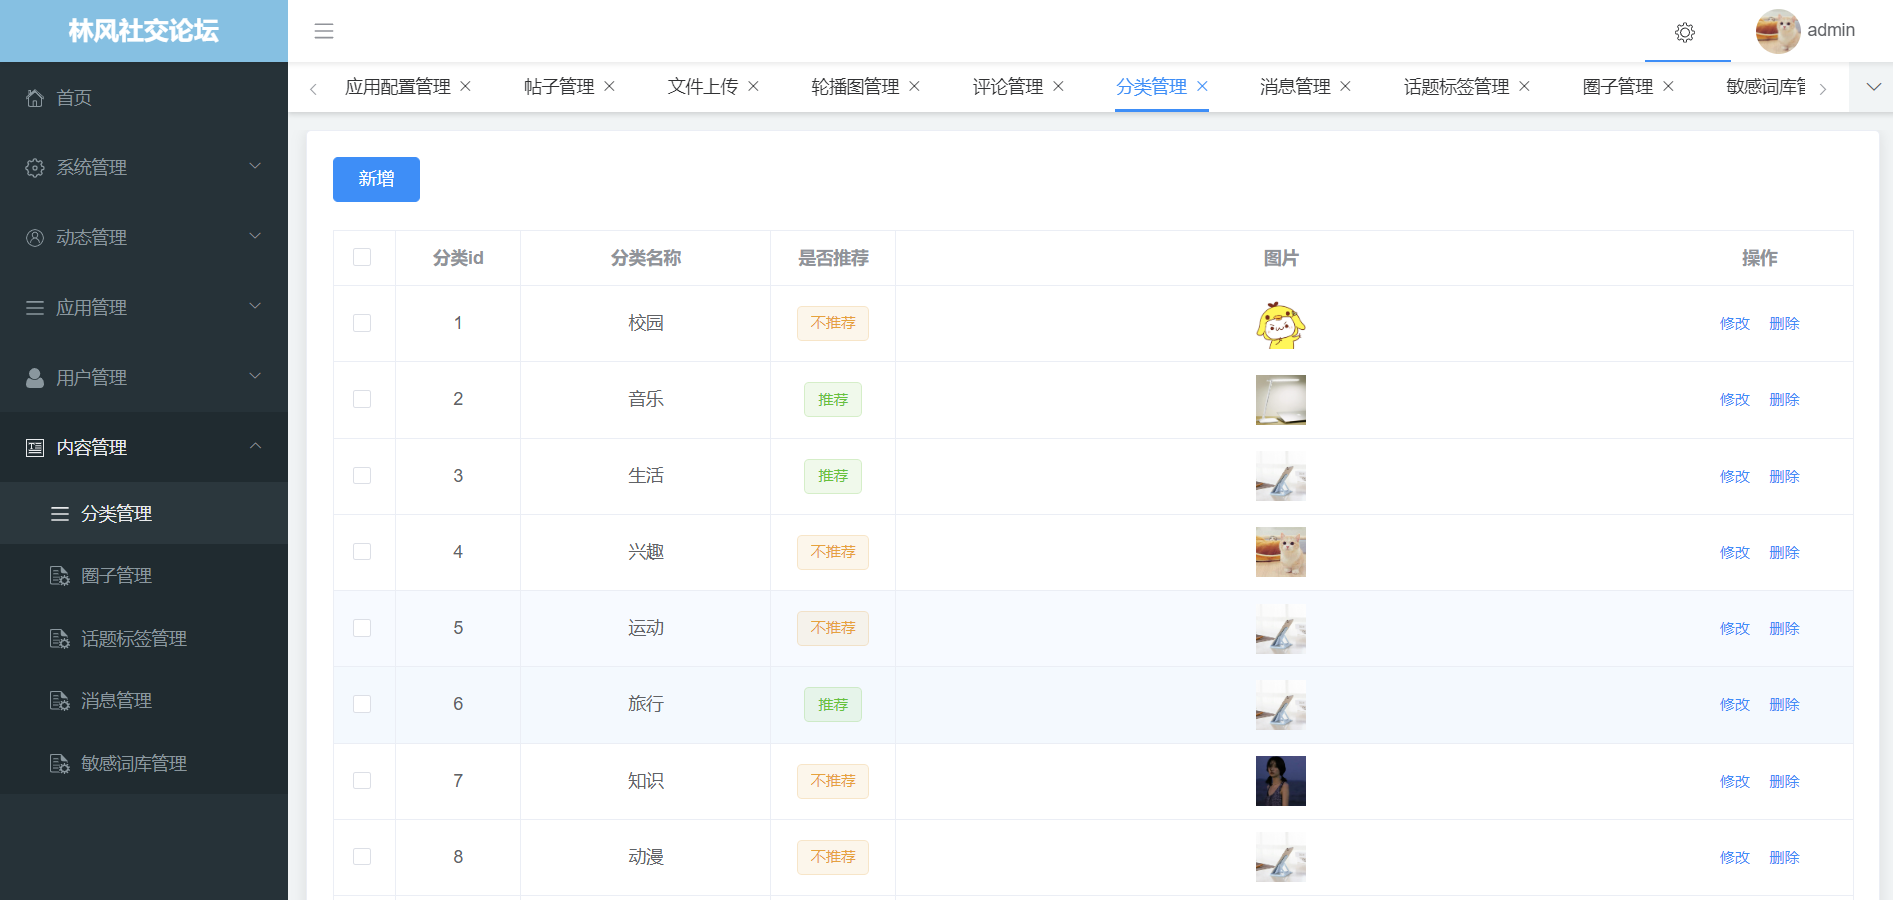 林风社交论坛
admin
首页
系统管理
动态管理
应用管理
用户管理
内容管理
分类管理
圈子管理
话题标签管理
消息管理
敏感词库管理
应用配置管理 帖子管理 文件上传 轮播图管理 评论管理 分类管理 消息管理 话题标签管理 圈子管理 敏感词库
新增
分类id 分类名称 是否推荐 图片 操作
1 校园 不推荐 修改 删除
2 音乐 推荐 修改 删除
3 生活 推荐 修改 删除
4 兴趣 不推荐 修改 删除
5 运动 不推荐 修改 删除
6 旅行 推荐 修改 删除
7 知识 不推荐 修改 删除
8 动漫 不推荐 修改 删除